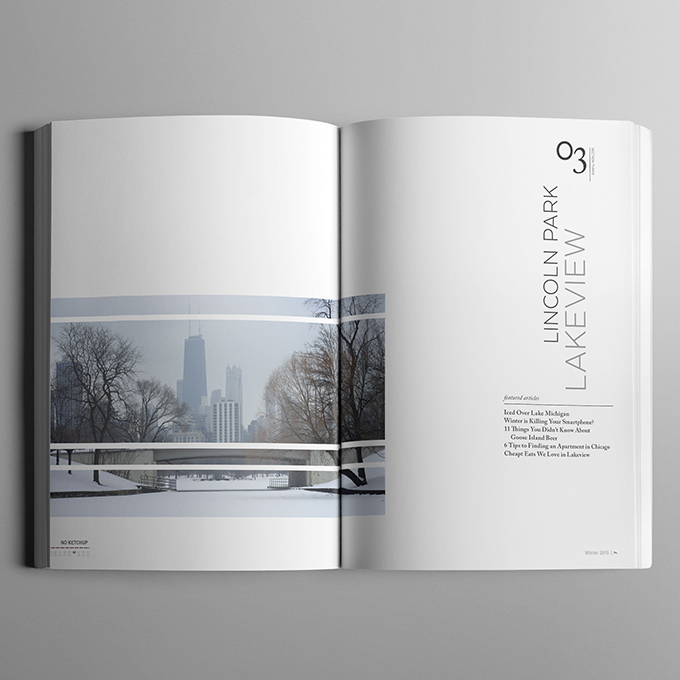 NO KETCHUP
03
LINCOLN PARK
LAKEVIEW
featured articles
Iced Over Lake Michigan
Winter is Killing Your Smartphone?
11 Things You Didn't Know About
Goose Island Beer
6 Tips to Finding an Apartment in Chicago
Cheapt Eats We Love in Lakeview
Winter 2015 |